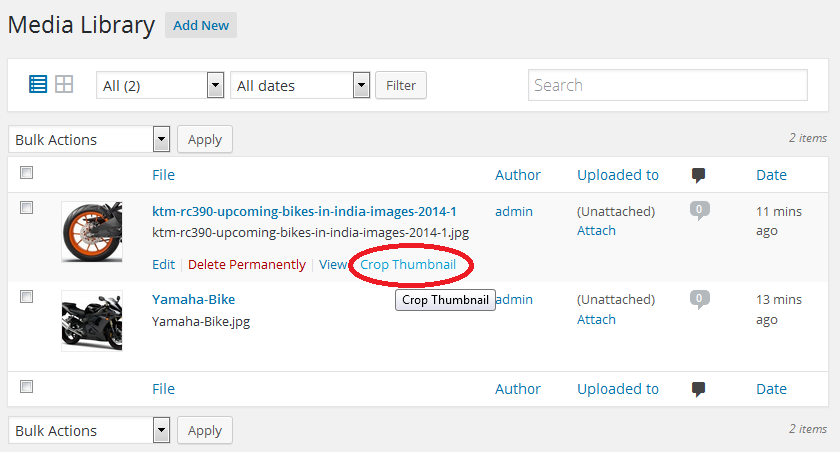 Media Library Add New
All (2) All dates Filter Search
Bulk Actions Apply 2 items
File Author Uploaded to Date
ktm-rc390-upcoming-bikes-in-india-images-2014-1 admin (Unattached) 0 11 mins
ktm-rc390-upcoming-bikes-in-india-images-2014-1.jpg Attach ago
Edit | Delete Permanently | View Crop Thumbnail
Crop Thumbnail
Yamaha-Bike admin (Unattached) 0 13 mins
Yamaha-Bike.jpg Attach ago
File Author Uploaded to Date
Bulk Actions Apply 2 items